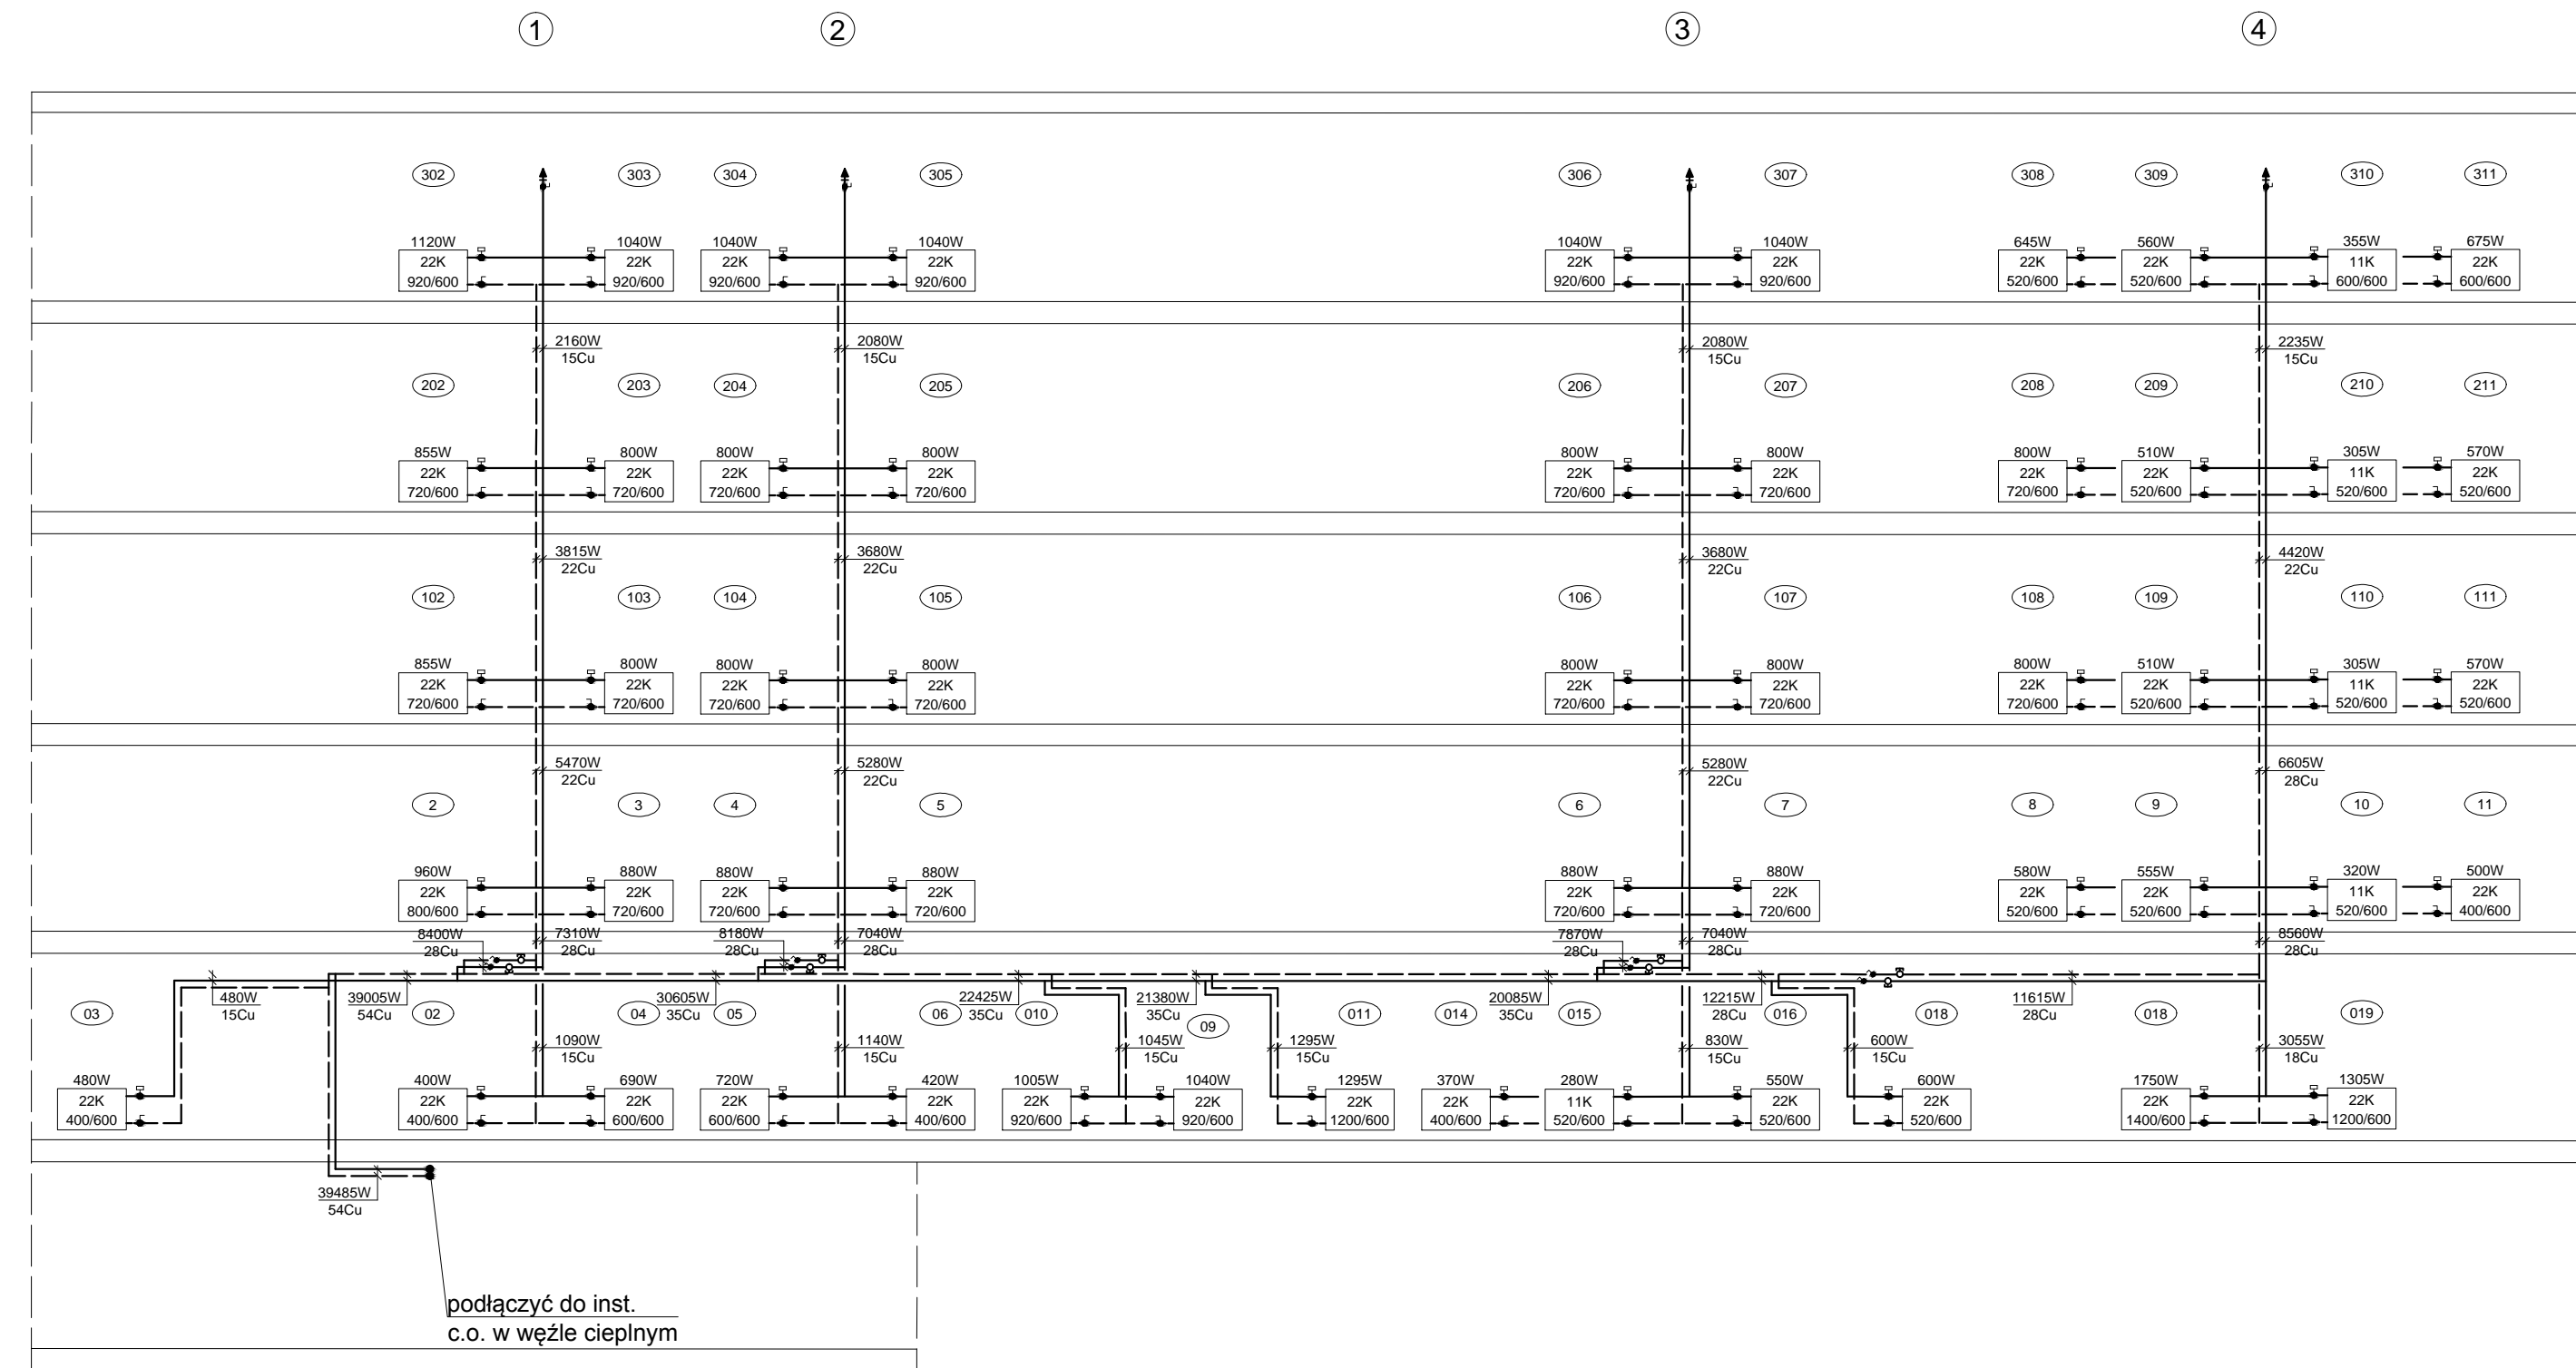 1 2 3 4
302 303 304 305 306 307 308 309 310 311
1120W 1040W 1040W 1040W 1040W 1040W 645W 560W 355W 675W
22K 22K 22K 22K 22K 22K 22K 22K 11K 22K
920/600 920/600 920/600 920/600 920/600 920/600 520/600 520/600 600/600 600/600
2160W 2080W 2080W 2235W
15Cu 15Cu 15Cu 15Cu
202 203 204 205 206 207 208 209 210 211
855W 800W 800W 800W 800W 800W 800W 510W 305W 570W
22K 22K 22K 22K 22K 22K 22K 22K 11K 22K
720/600 720/600 720/600 720/600 720/600 720/600 720/600 520/600 520/600 520/600
3815W 3680W 3680W 4420W
22Cu 22Cu 22Cu 22Cu
102 103 104 105 106 107 108 109 110 111
855W 800W 800W 800W 800W 800W 800W 510W 305W 570W
22K 22K 22K 22K 22K 22K 22K 22K 11K 22K
720/600 720/600 720/600 720/600 720/600 720/600 720/600 520/600 520/600 520/600
5470W 5280W 5280W 6605W
22Cu 22Cu 22Cu 28Cu
2 3 4 5 6 7 8 9 10 11
960W 880W 880W 880W 880W 880W 580W 555W 320W 500W
22K 22K 22K 22K 22K 22K 22K 22K 11K 22K
800/600 720/600 720/600 720/600 720/600 720/600 520/600 520/600 520/600 400/600
8400W 7310W 8180W 7040W 7870W 7040W 8560W
28Cu 28Cu 28Cu 28Cu 28Cu 28Cu 28Cu
480W 39005W 30605W 22425W 21380W 20085W 12215W 11615W
15Cu 54Cu 35Cu 35Cu 35Cu 35Cu 28Cu 28Cu
03 02 04 05 06 010 09 011 014 015 016 018 018 019
1090W 1140W 1045W 1295W 830W 600W 3055W
15Cu 15Cu 15Cu 15Cu 15Cu 15Cu 18Cu
480W 400W 690W 720W 420W 1005W 1040W 1295W 370W 280W 550W 600W 1750W 1305W
22K 22K 22K 22K 22K 22K 22K 22K 22K 11K 22K 22K 22K 22K
400/600 400/600 600/600 600/600 400/600 920/600 920/600 1200/600 400/600 520/600 520/600 520/600 1400/600 1200/600
39485W
54Cu
podłączyć do inst.
c.o. w węźle cieplnym